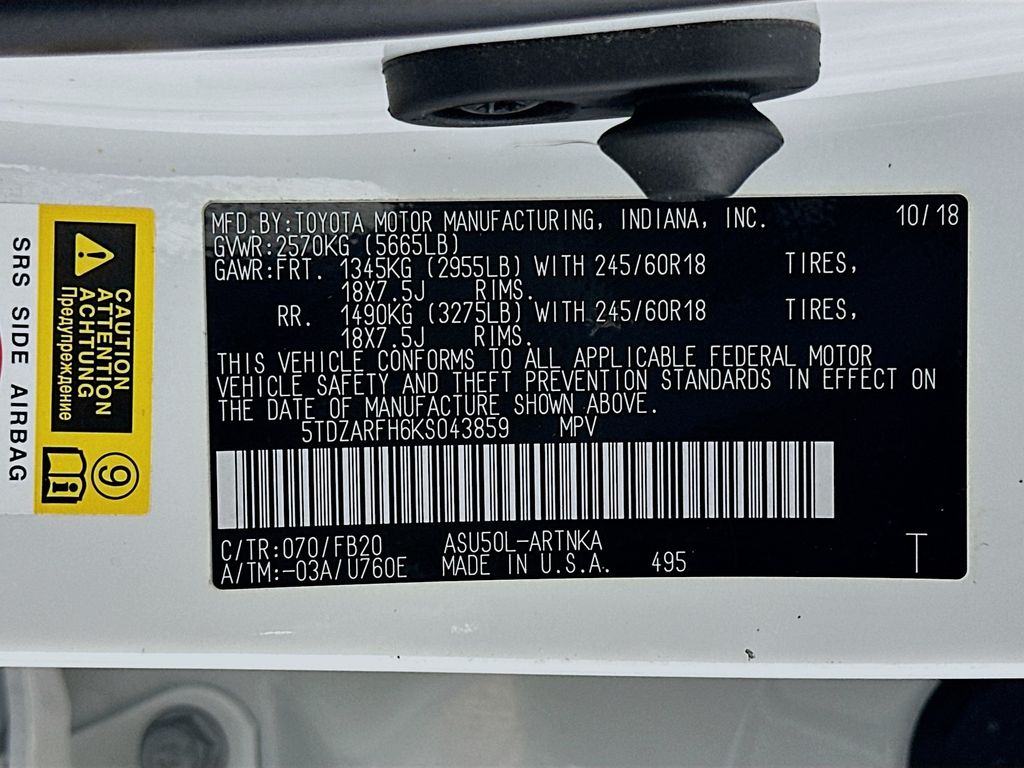 MFD.BY:TOYOTA MOTOR MANUFACTURING, INDIANA, INC. 10/18
GVWR:2570KG (5665LB)
GAWR:FRT. 1345KG (2955LB) WITH 245/60R18 TIRES,
18X7.5J RIMS.
RR. 1490KG (3275LB) WITH 245/60R18 TIRES,
18X7.5J RIMS.
THIS VEHICLE CONFORMS TO ALL APPLICABLE FEDERAL MOTOR
VEHICLE SAFETY AND THEFT PREVENTION STANDARDS IN EFFECT ON
THE DATE OF MANUFACTURE SHOWN ABOVE.
5TDZARFH6KS043859 MPV
C/TR:070/FB20 ASU50L-ARTNKA
A/TM:-03A/U760E MADE IN U.S.A. 495 T
CAUTION
ATTENTION
ACHTUNG
Предупреждение
9
SRS SIDE AIRBAG